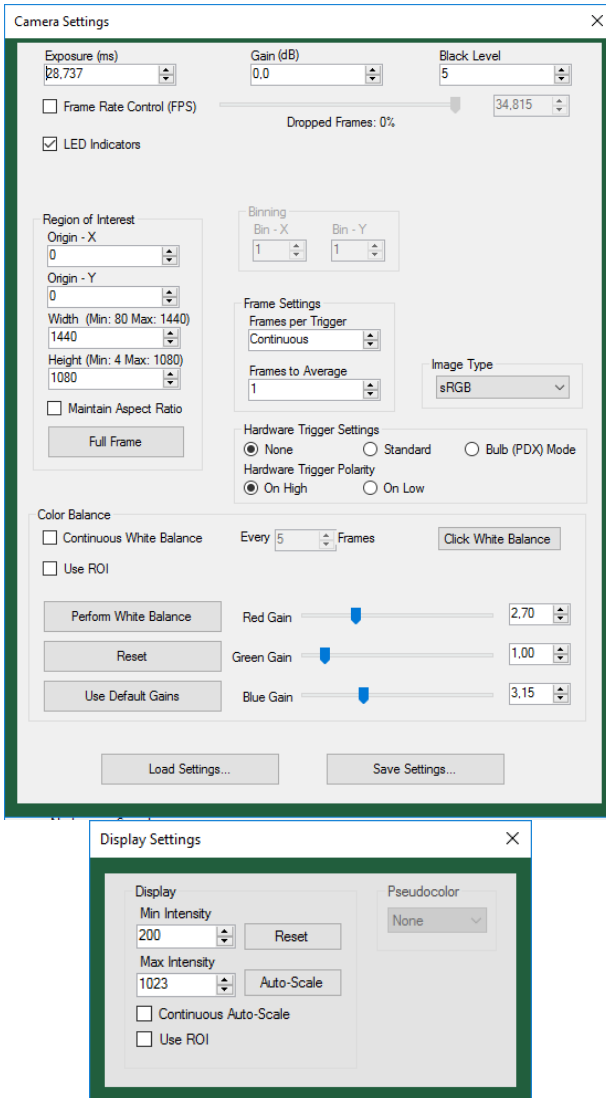 Camera Settings
Exposure (ms) Gain (dB) Black Level
28,737 0,0 5
Frame Rate Control (FPS) 34,815
Dropped Frames: 0%
LED Indicators
Region of Interest
Origin - X
0
Origin - Y
0
Width (Min: 80 Max: 1440)
1440
Height (Min: 4 Max: 1080)
1080
Maintain Aspect Ratio
Full Frame
Binning
Bin - X Bin - Y
1 1
Frame Settings
Frames per Trigger
Continuous
Frames to Average
1
Image Type
sRGB
Hardware Trigger Settings
None Standard Bulb (PDX) Mode
Hardware Trigger Polarity
On High On Low
Color Balance
Continuous White Balance Every 5 Frames Click White Balance
Use ROI
Perform White Balance Red Gain 2,70
Reset Green Gain 1,00
Use Default Gains Blue Gain 3,15
Load Settings... Save Settings...
Display Settings
Display
Min Intensity
200 Reset
Max Intensity
1023 Auto-Scale
Continuous Auto-Scale
Use ROI
Pseudocolor
None